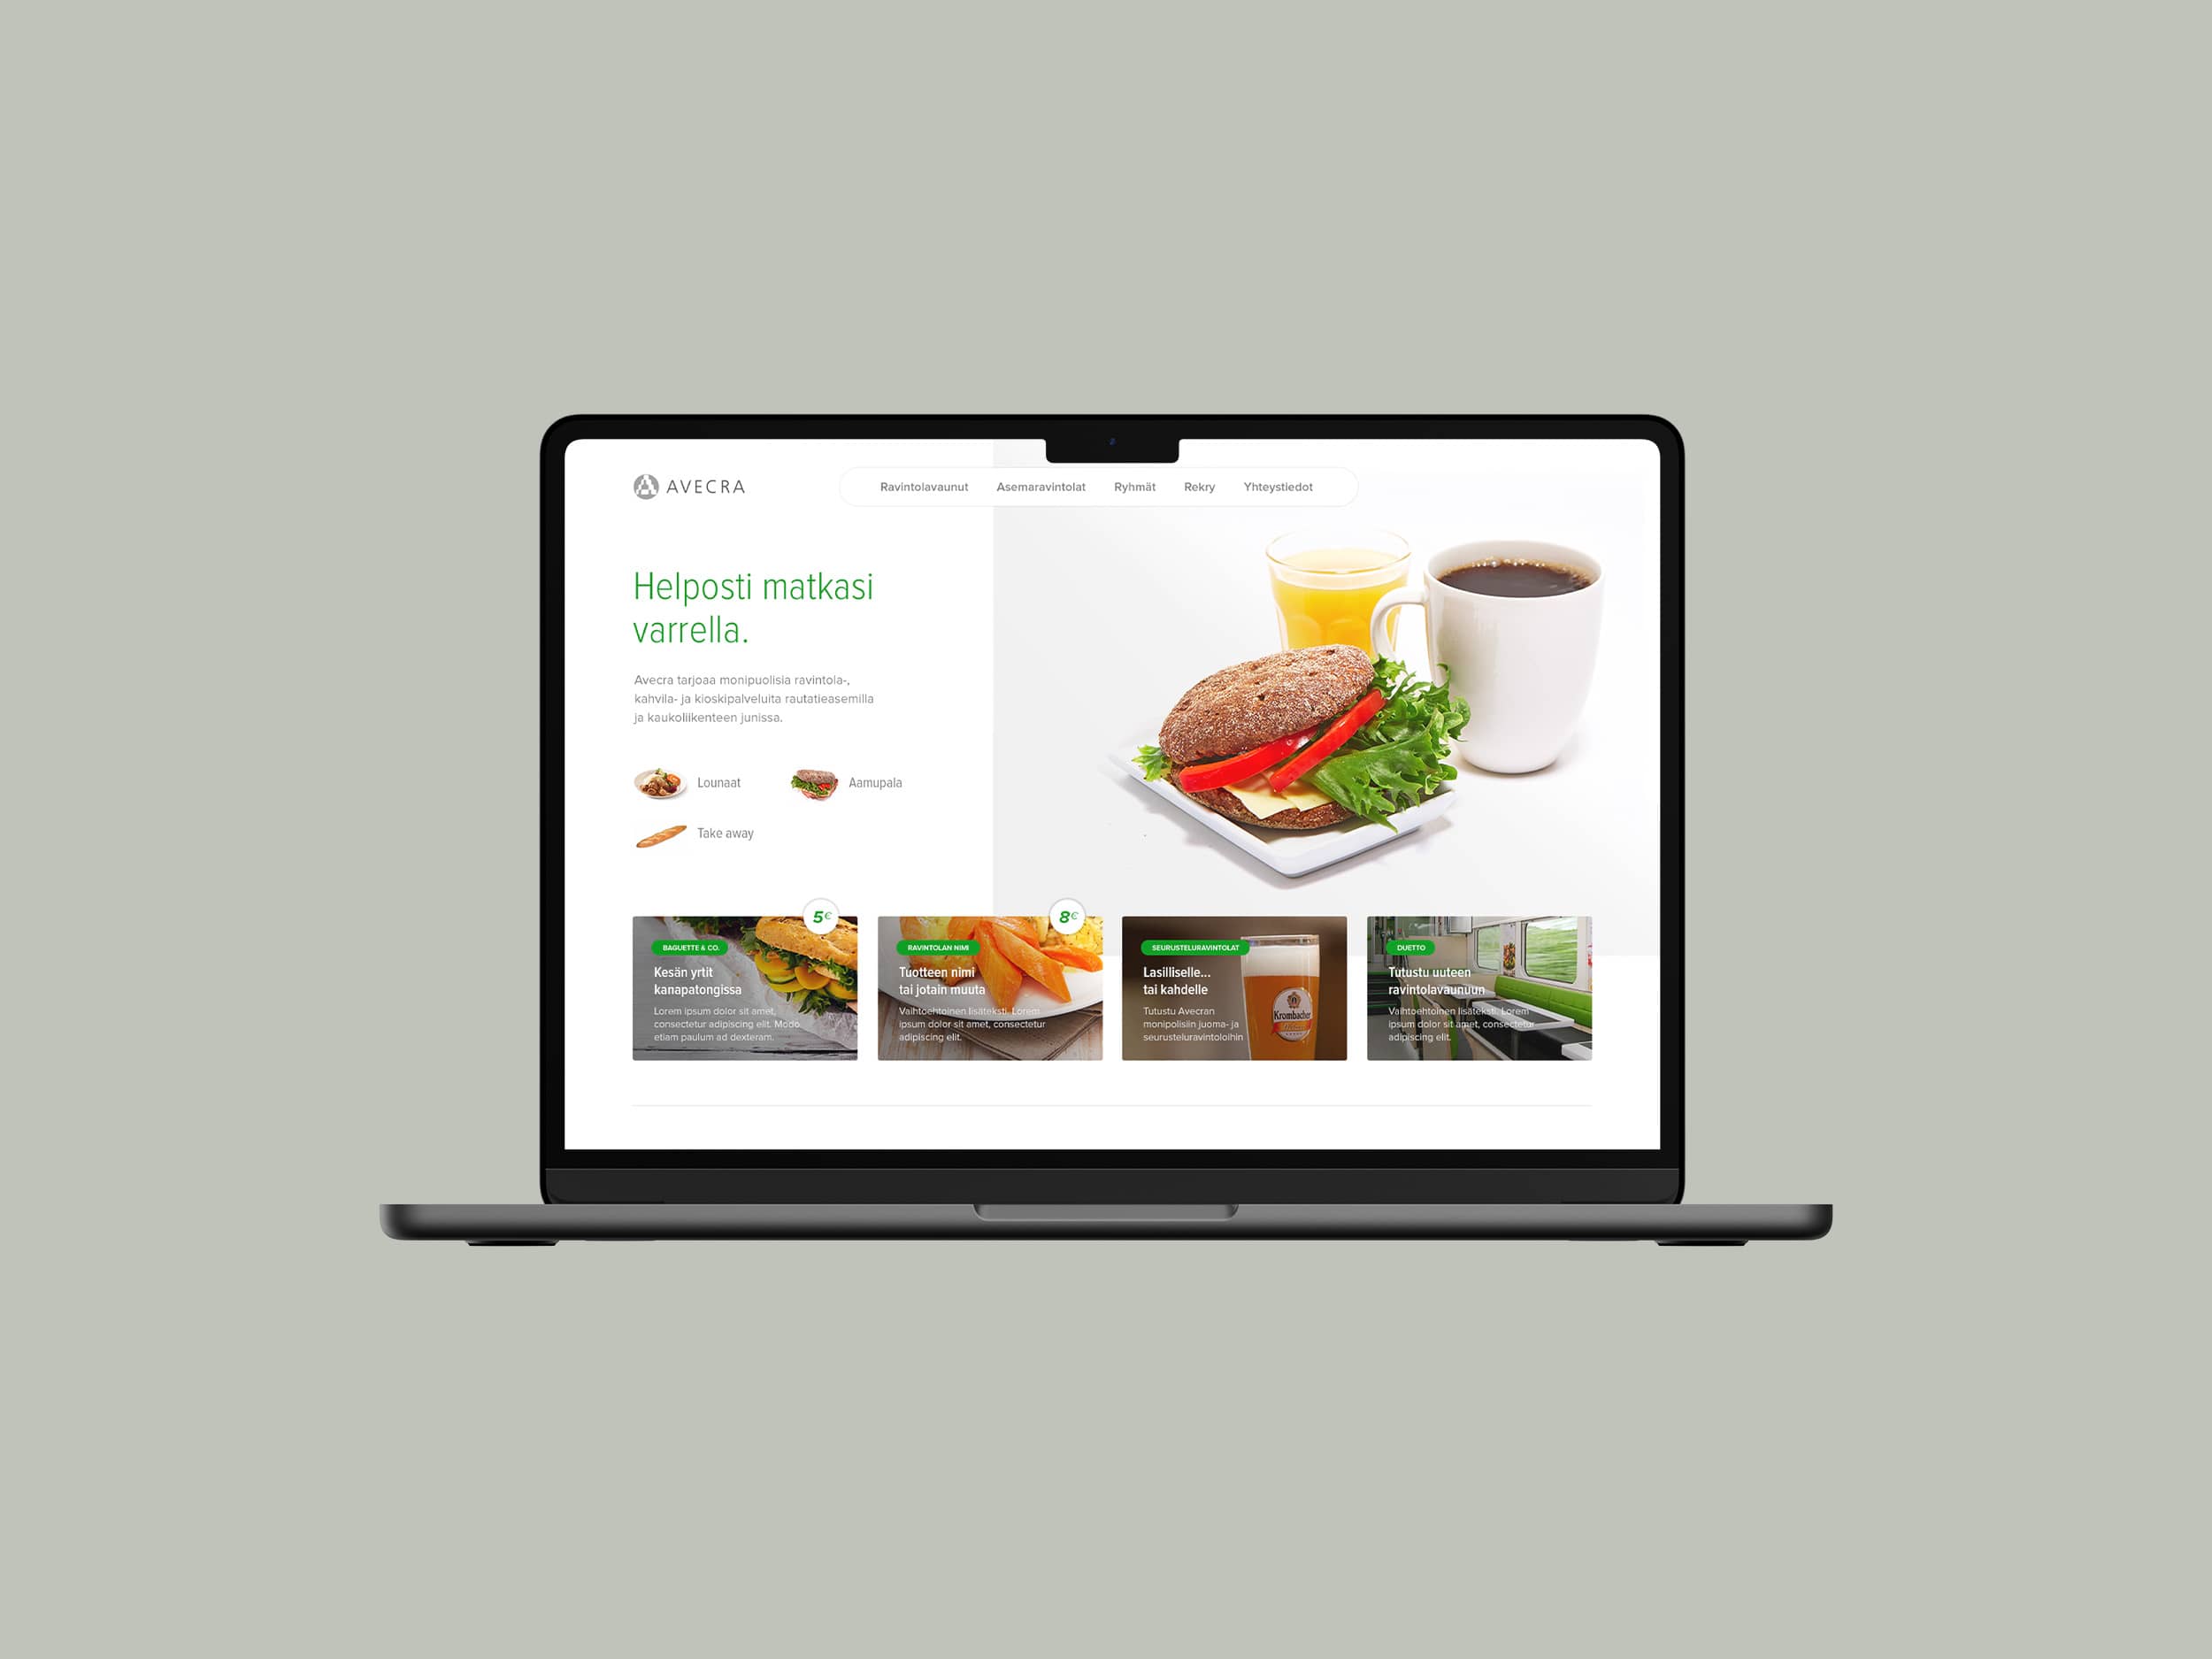 AVECRA
Ravintolavaunut Asemaravintolat Ryhmät Rekry Yhteystiedot
Helposti matkasi
varrella.
Avecra tarjoaa monipuolisia ravintola-,
kahvila- ja kioskipalveluita rautatieasemilla
ja kaukoliikenteen junissa.
Lounaat
Aamupala
Take away
5€
BAGUETTE & CO.
Kesän yrtit
kanapatongissa
Lorem ipsum dolor sit amet,
consectetur adipiscing elit. Modo
etiam paulum ad dexteram.
8€
RAVINTOLAN NIMI
Tuotteen nimi
tai jotain muuta
Vaihtoehtoinen lisäteksti. Lorem
ipsum dolor sit amet, consectetur
adipiscing elit.
SEURUSTELURAVINTOLAT
Lasilliselle...
tai kahdelle
Tutustu Avecran
monipolisiin juoma- ja
seurusteluravintoloihin
Krombacher
DUETTO
Tutustu uuteen
ravintolavaunuun
Vaihtoehtoinen lisäteksti. Lorem
ipsum dolor sit amet, consectetur
adipiscing elit.